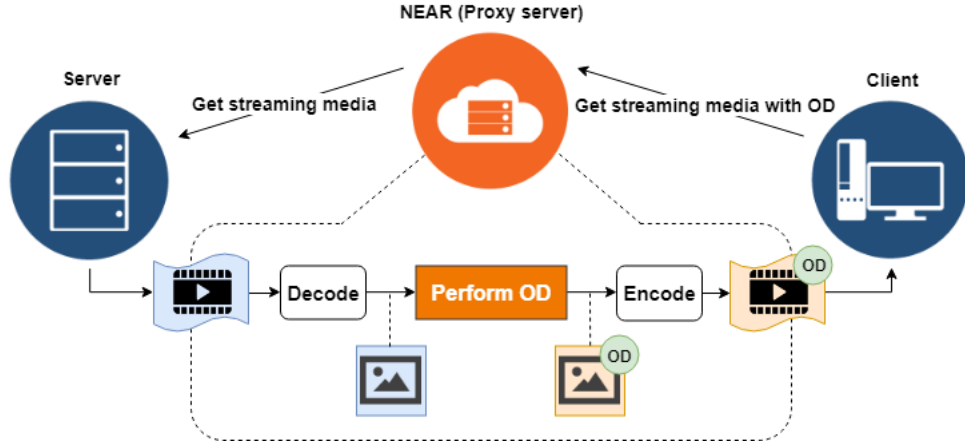 NEAR (Proxy server)
Server
Client
Get streaming media
Get streaming media with OD
OD
Decode
Perform OD
Encode
OD